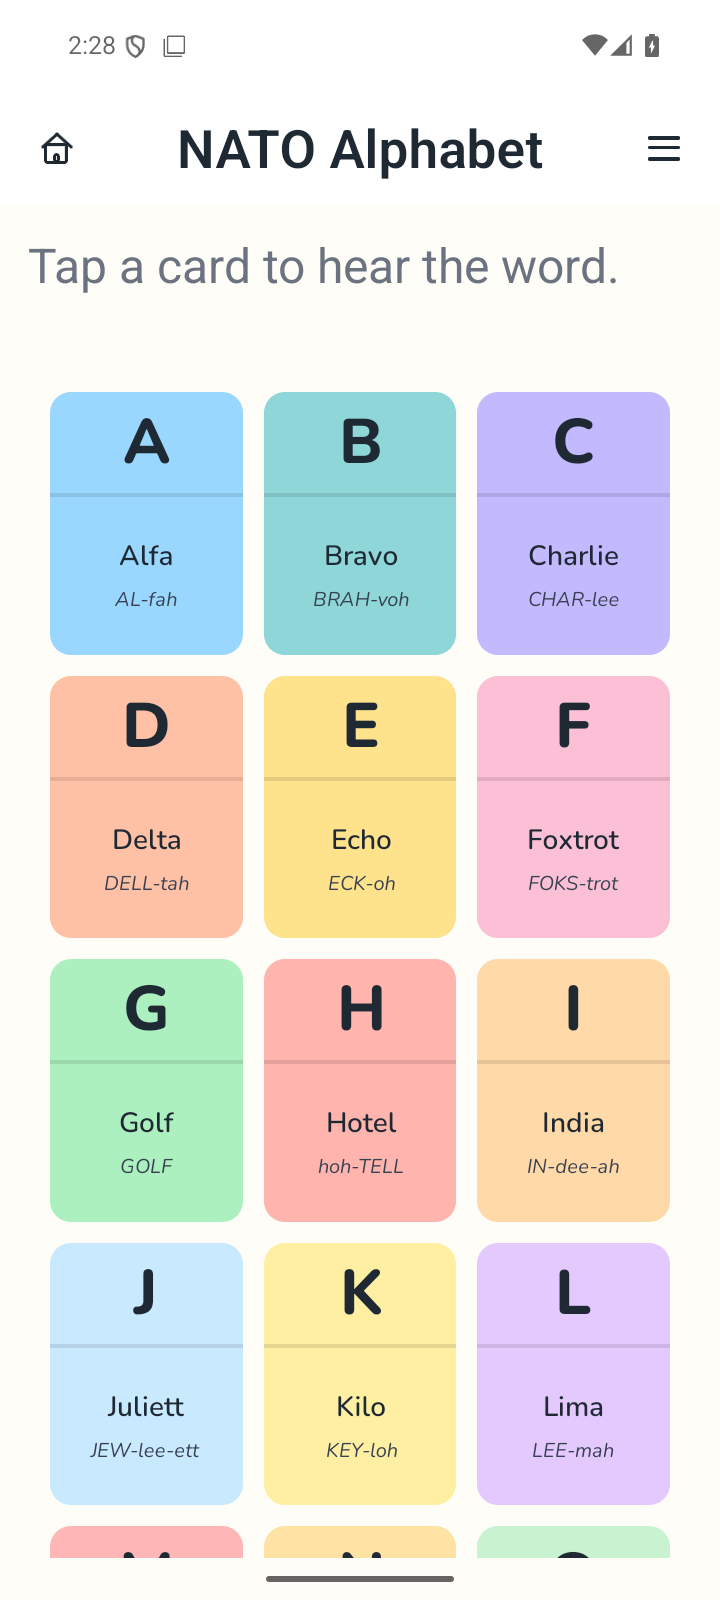 2:28
NATO Alphabet
Tap a card to hear the word.
A
B
C
Alfa
Bravo
Charlie
AL-fah
BRAH-voh
CHAR-lee
D
E
F
Delta
Echo
Foxtrot
DELL-tah
ECK-oh
FOKS-trot
G
H
I
Golf
Hotel
India
GOLF
hoh-TELL
IN-dee-ah
J
K
L
Juliett
Kilo
Lima
JEW-lee-ett
KEY-loh
LEE-mah